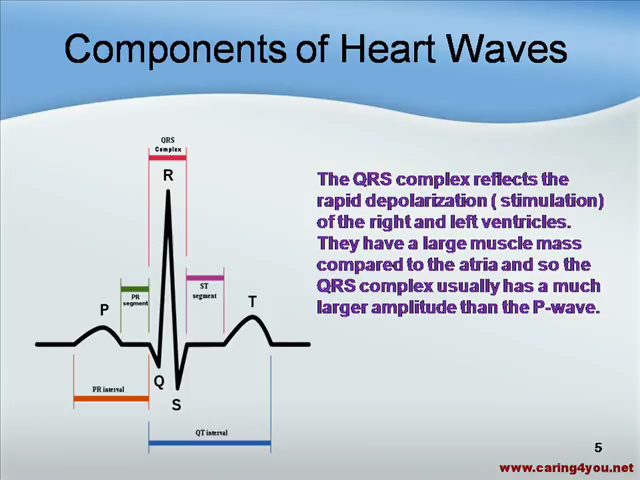 Components of Heart Waves
QRS
Complex
R
The QRS complex reflects the
rapid depolarization ( stimulation)
of the right and left ventricles.
They have a large muscle mass
compared to the atria and so the
QRS complex usually has a much
larger amplitude than the P-wave.
PR
segment
ST
segment
P
T
Q
S
PR interval
QT interval
5
www.caring4you.net